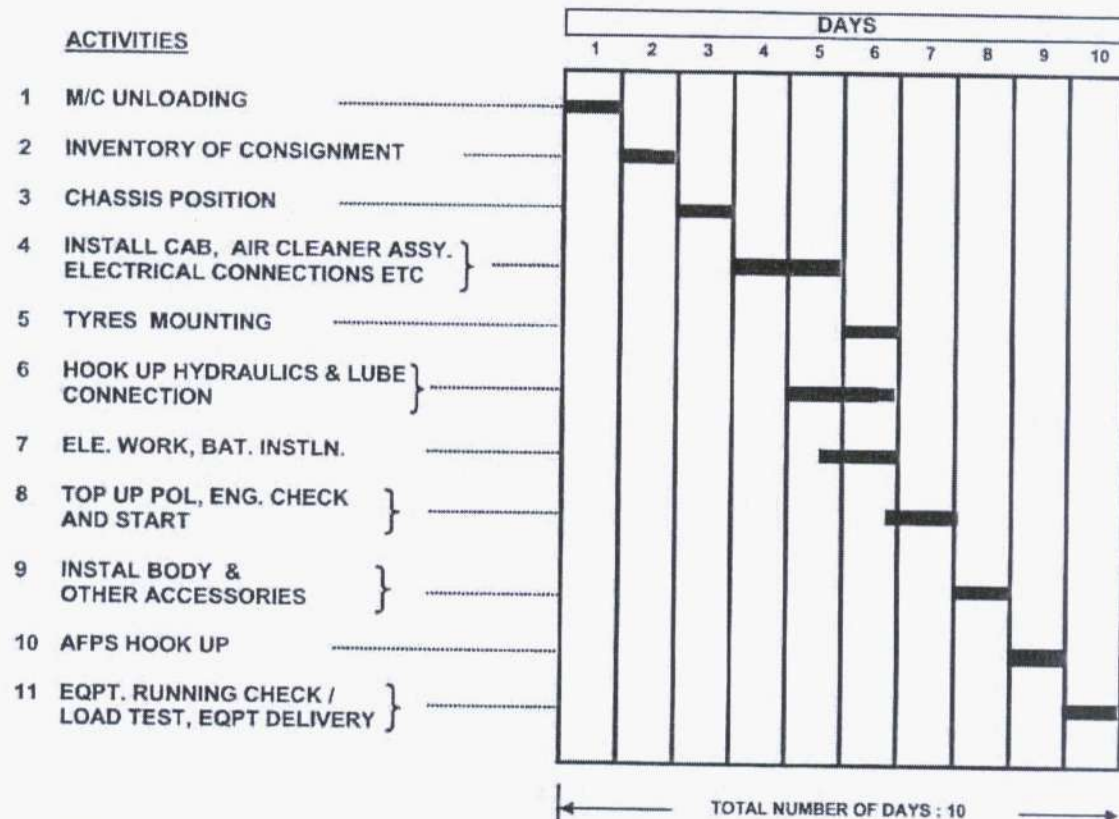 DAYS
ACTIVITIES
1 2 3 4 5 6 7 8 9 10
1 M/C UNLOADING
2 INVENTORY OF CONSIGNMENT
3 CHASSIS POSITION
4 INSTALL CAB, AIR CLEANER ASSY.
ELECTRICAL CONNECTIONS ETC
5 TYRES MOUNTING
6 HOOK UP HYDRAULICS & LUBE
CONNECTION
7 ELE. WORK, BAT. INSTLN.
8 TOP UP POL, ENG. CHECK
AND START
9 INSTAL BODY &
OTHER ACCESSORIES
10 AFPS HOOK UP
11 EQPT. RUNNING CHECK /
LOAD TEST, EQPT DELIVERY
TOTAL NUMBER OF DAYS : 10